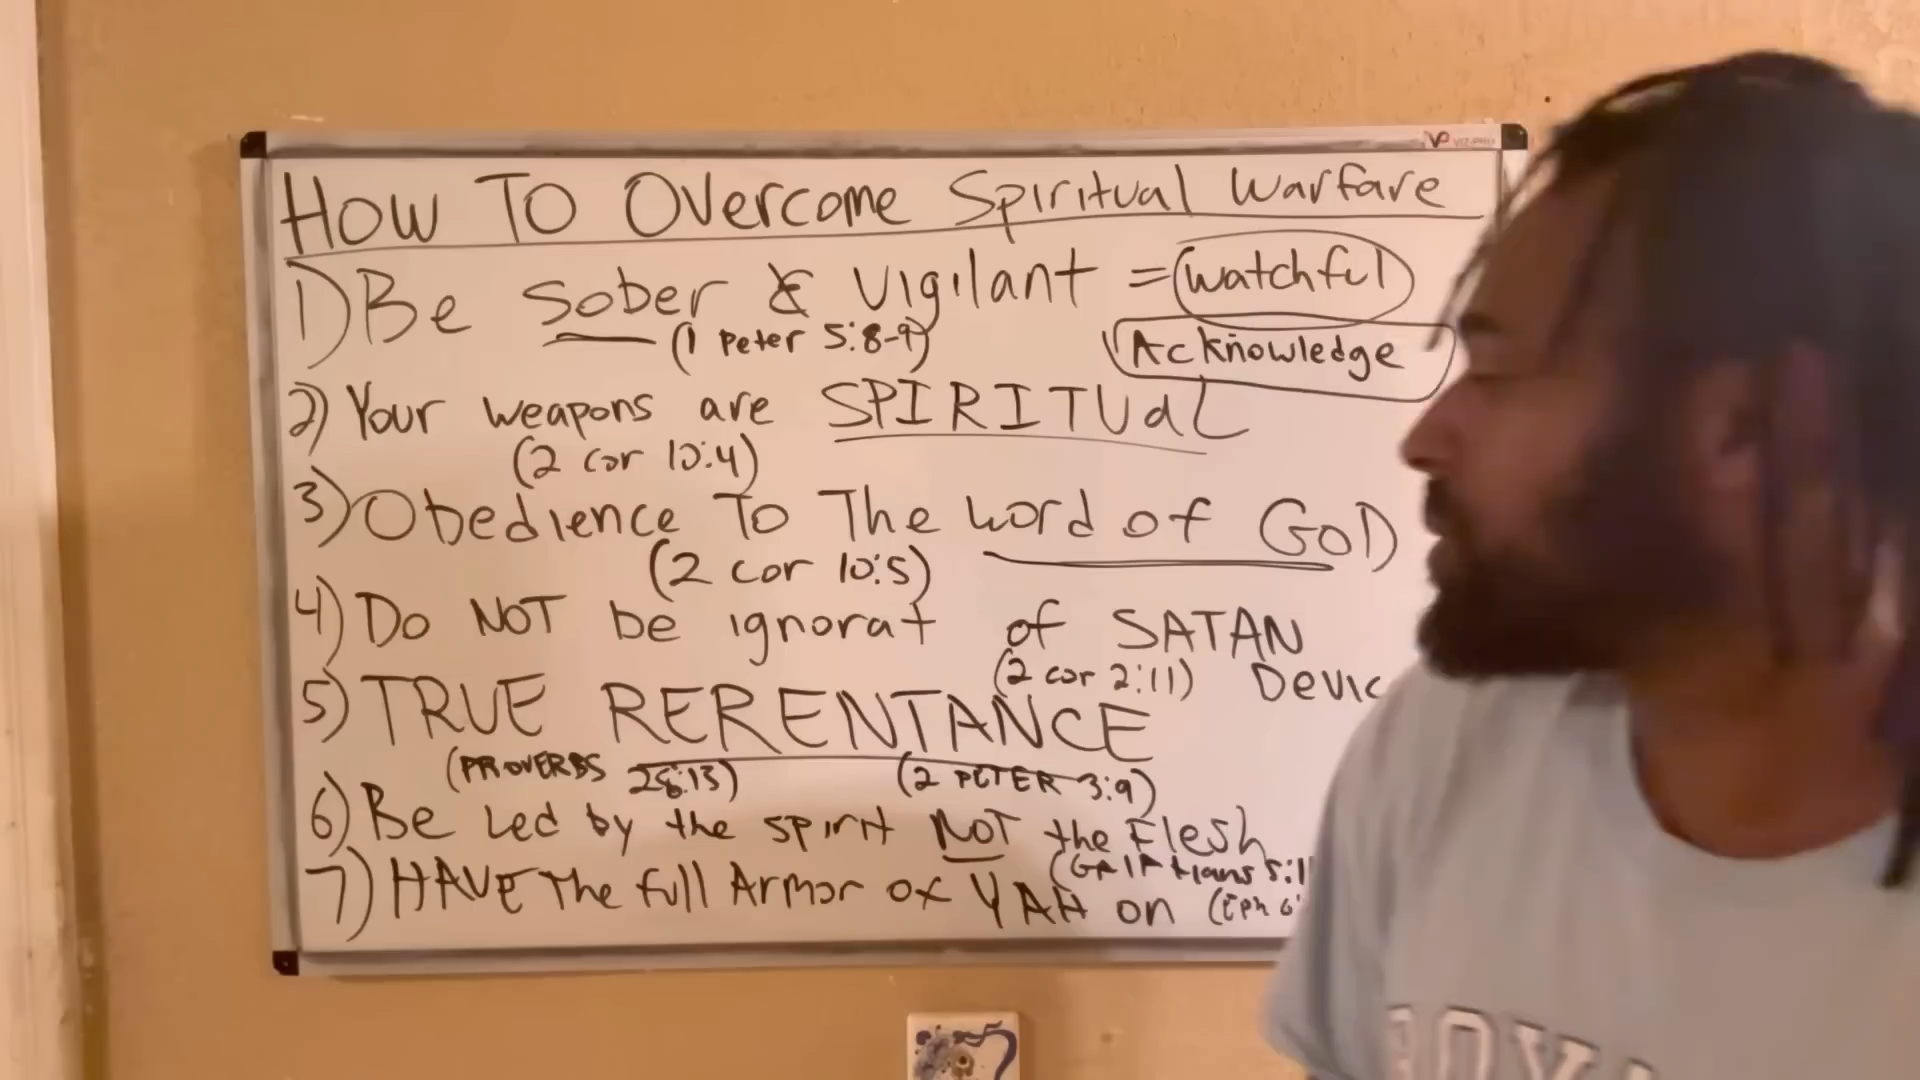 How To Overcome Spiritual Warfare
1) Be sober & vigilant = watchful
(1 Peter 5:8-9)
Acknowledge
2) Your weapons are SPIRITUAL
(2 cor 10:4)
3) Obedience To The word of GOD
(2 cor 10:5)
4) Do NOT be ignorat of SATAN
(2 cor 2:11) Devic
5) TRUE RERENTANCE
(PROVERBS 28:13) (2 PETER 3:9)
6) Be Led by the spirit NOT the Flesh
7) HAVE The full Armor of YAH on (Eph 6